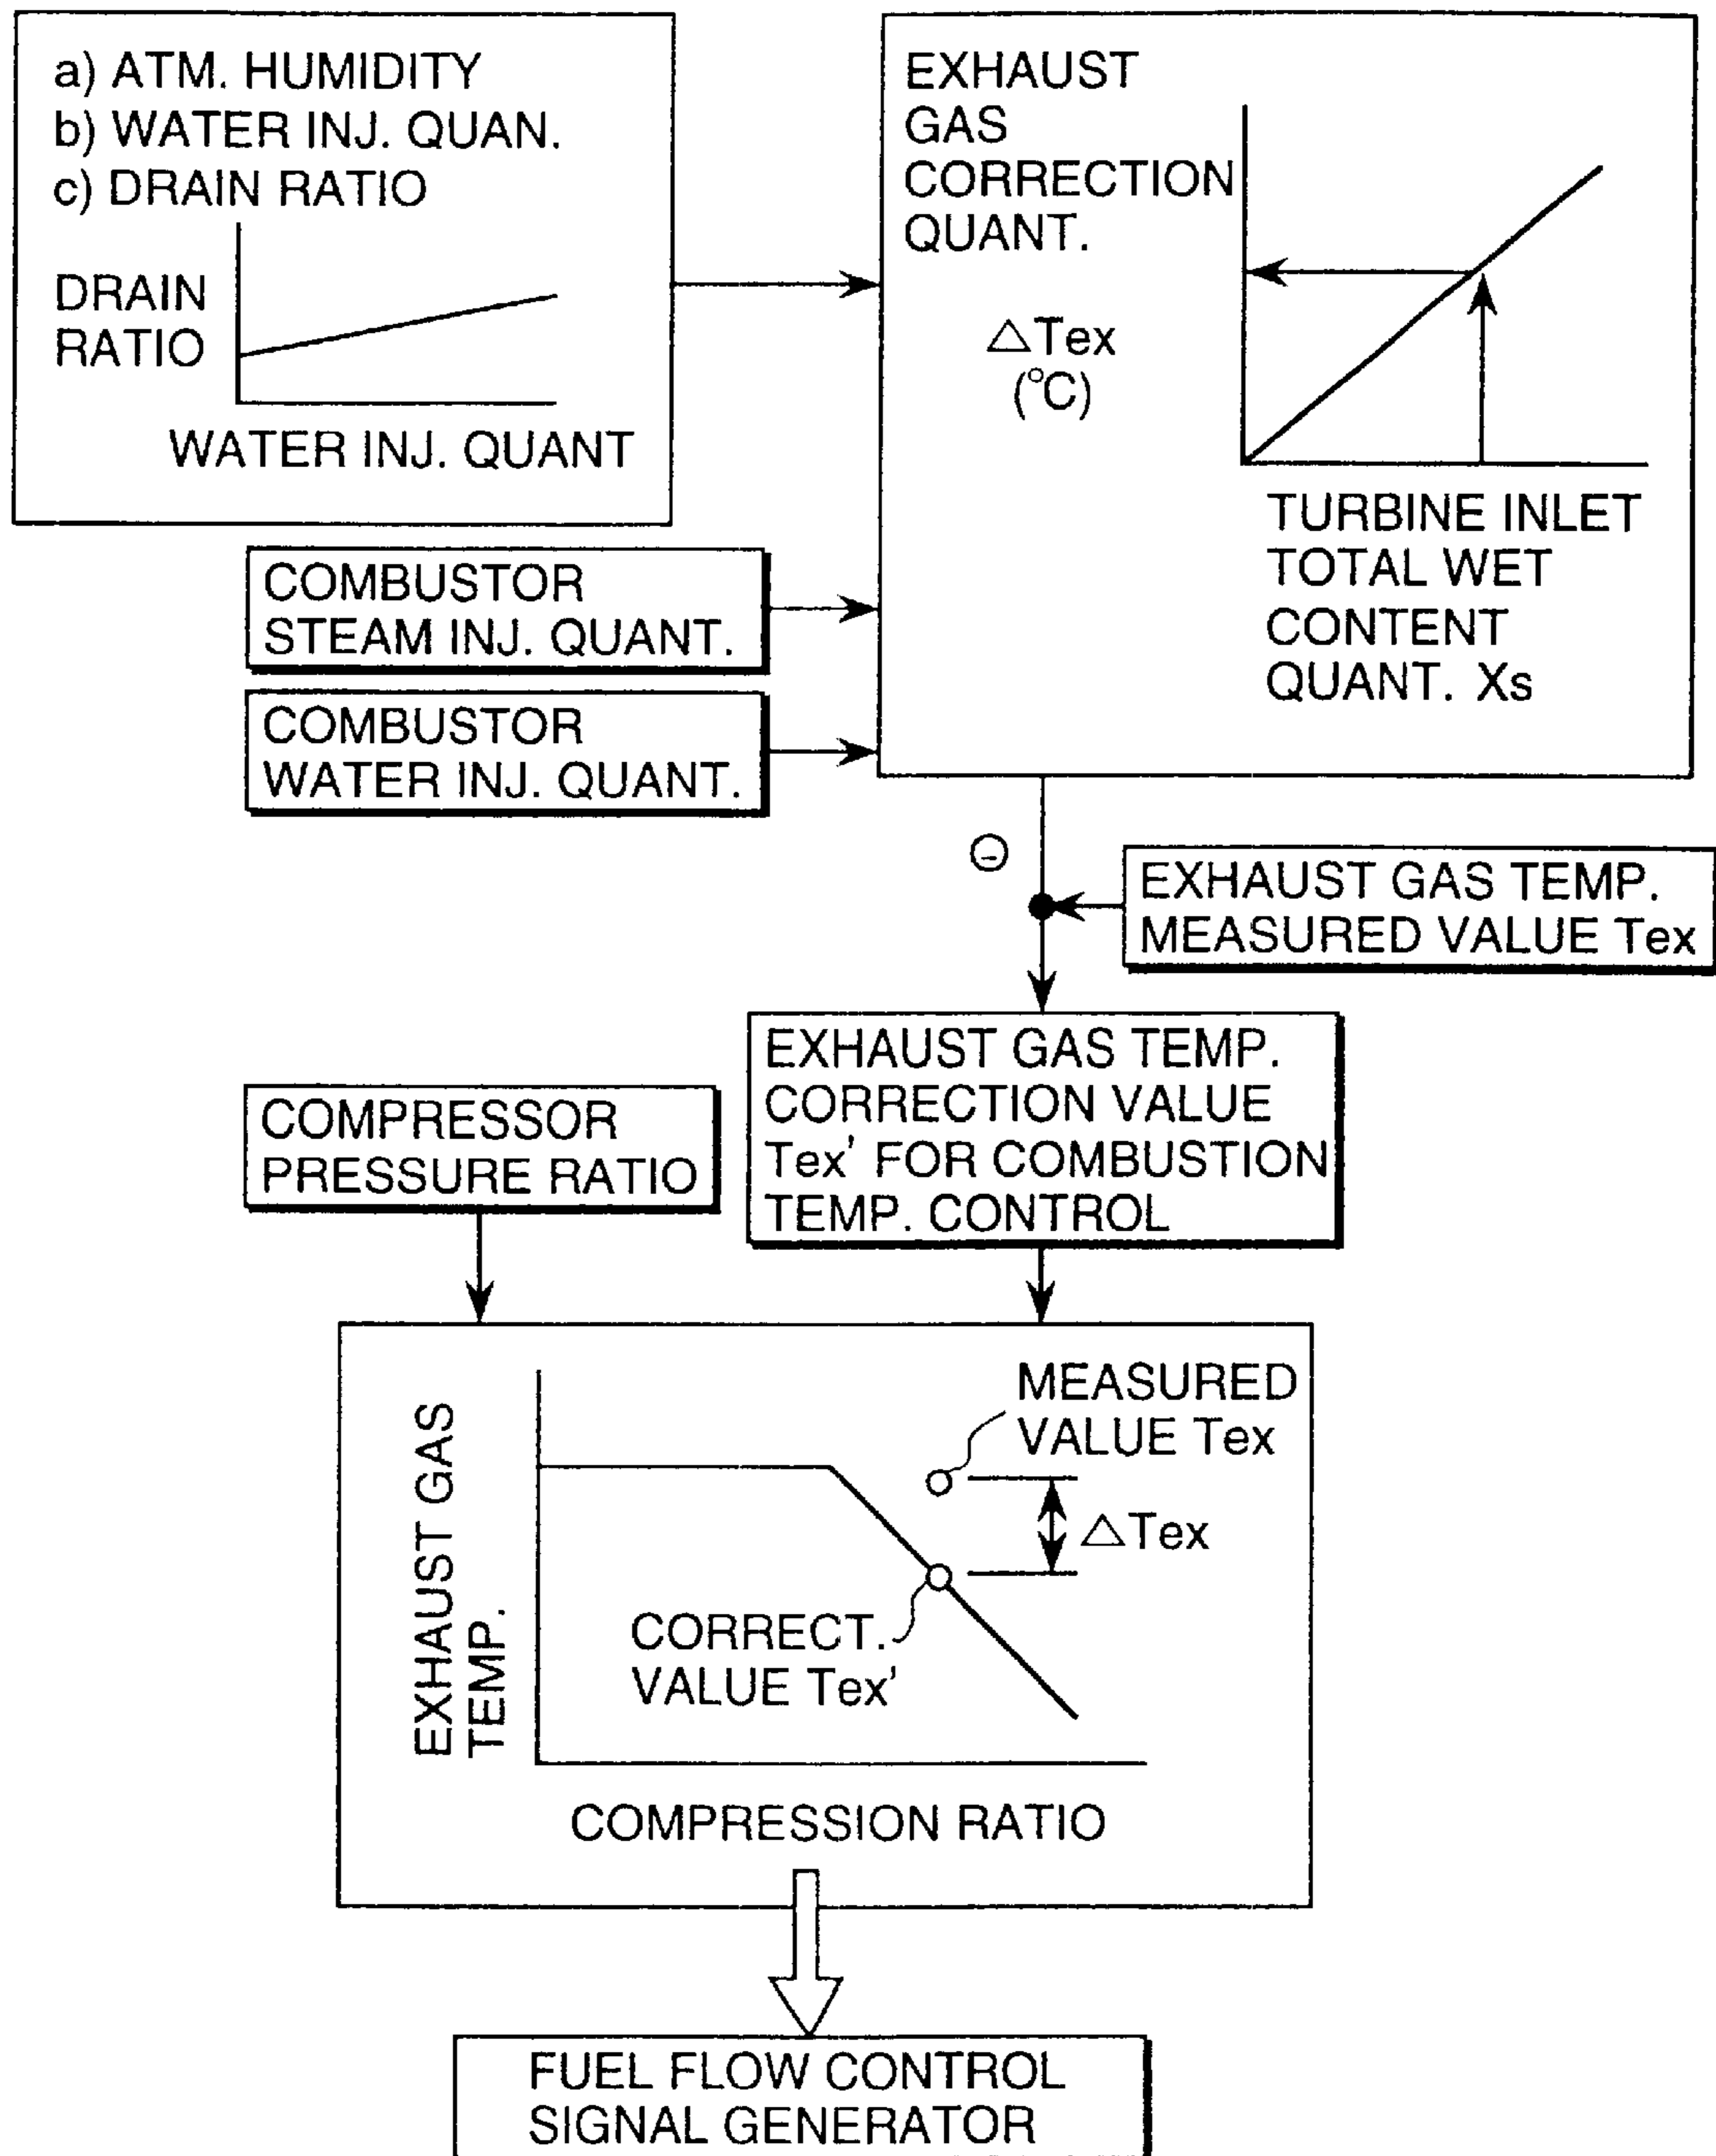 a) ATM. HUMIDITY
b) WATER INJ. QUAN.
c) DRAIN RATIO
DRAIN
RATIO
WATER INJ. QUANT
EXHAUST
GAS
CORRECTION
QUANT.
△Tex
(°C)
TURBINE INLET
TOTAL WET
CONTENT
QUANT. Xs
COMBUSTOR
STEAM INJ. QUANT.
COMBUSTOR
WATER INJ. QUANT.
⊖
EXHAUST GAS TEMP.
MEASURED VALUE Tex
EXHAUST GAS TEMP.
CORRECTION VALUE
Tex' FOR COMBUSTION
TEMP. CONTROL
COMPRESSOR
PRESSURE RATIO
EXHAUST GAS
TEMP.
MEASURED
VALUE Tex
△Tex
CORRECT.
VALUE Tex'
COMPRESSION RATIO
FUEL FLOW CONTROL
SIGNAL GENERATOR